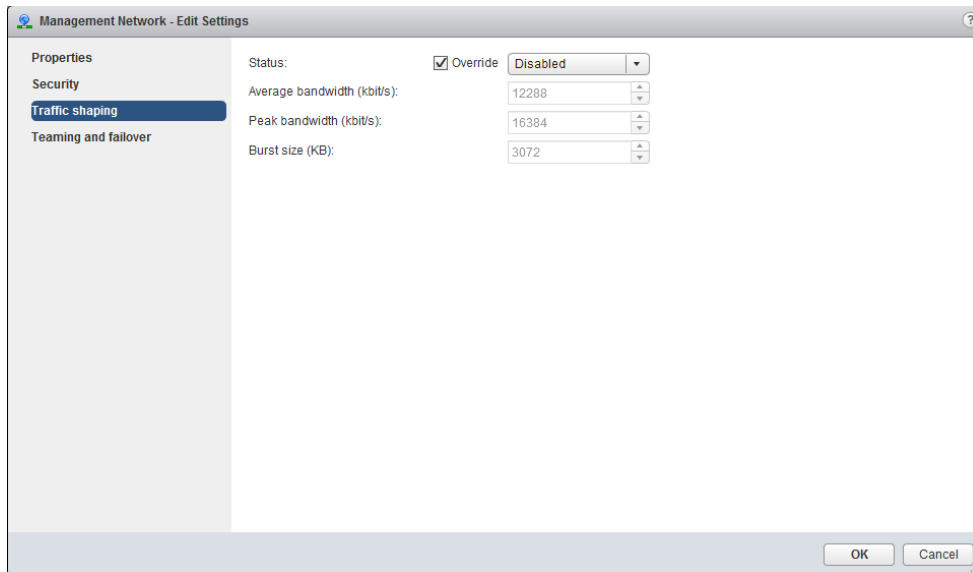 Management Network - Edit Settings
?
Properties
Security
Traffic shaping
Teaming and failover
Status: Override Disabled
Average bandwidth (kbit/s): 12288
Peak bandwidth (kbit/s): 16384
Burst size (KB): 3072
OK Cancel